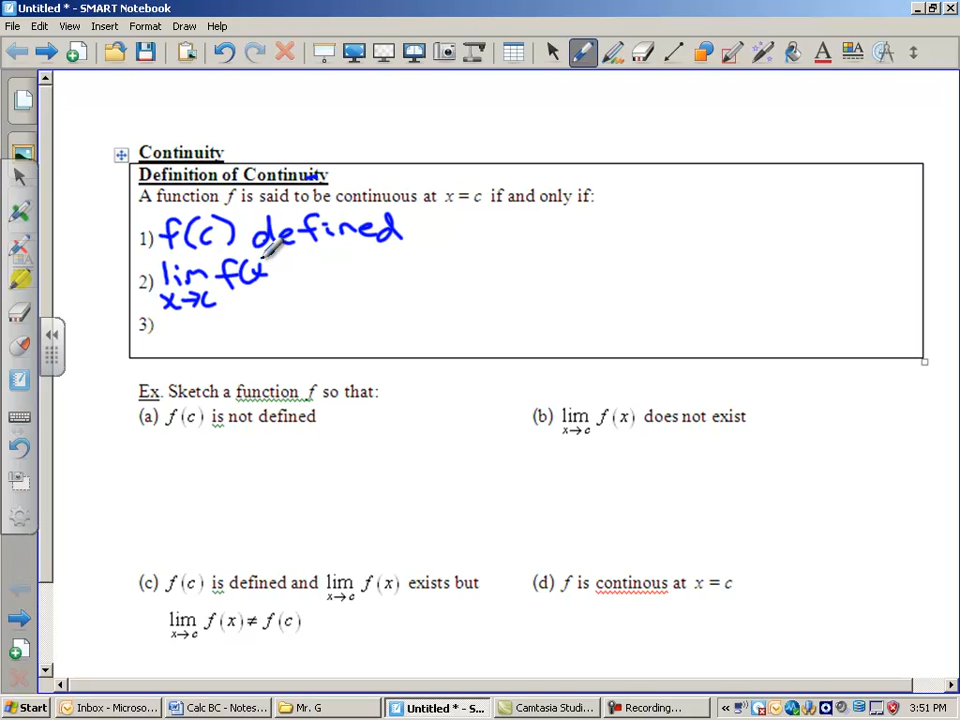 Untitled * - SMART Notebook
File Edit View Insert Format Draw Help
Continuity
Definition of Continuity
A function f is said to be continuous at x = c if and only if:
1) f(c) defined
2) lim f(x
x→c
3)
Ex. Sketch a function f so that:
(a) f(c) is not defined
(b) lim f(x) does not exist
x→c
(c) f(c) is defined and lim f(x) exists but
x→c
(d) f is continous at x = c
lim f(x) ≠ f(c)
x→c
Start Inbox - Microso... Calc BC - Notes... Mr. G Untitled * - S... Camtasia Studi... Recording... 3:51 PM